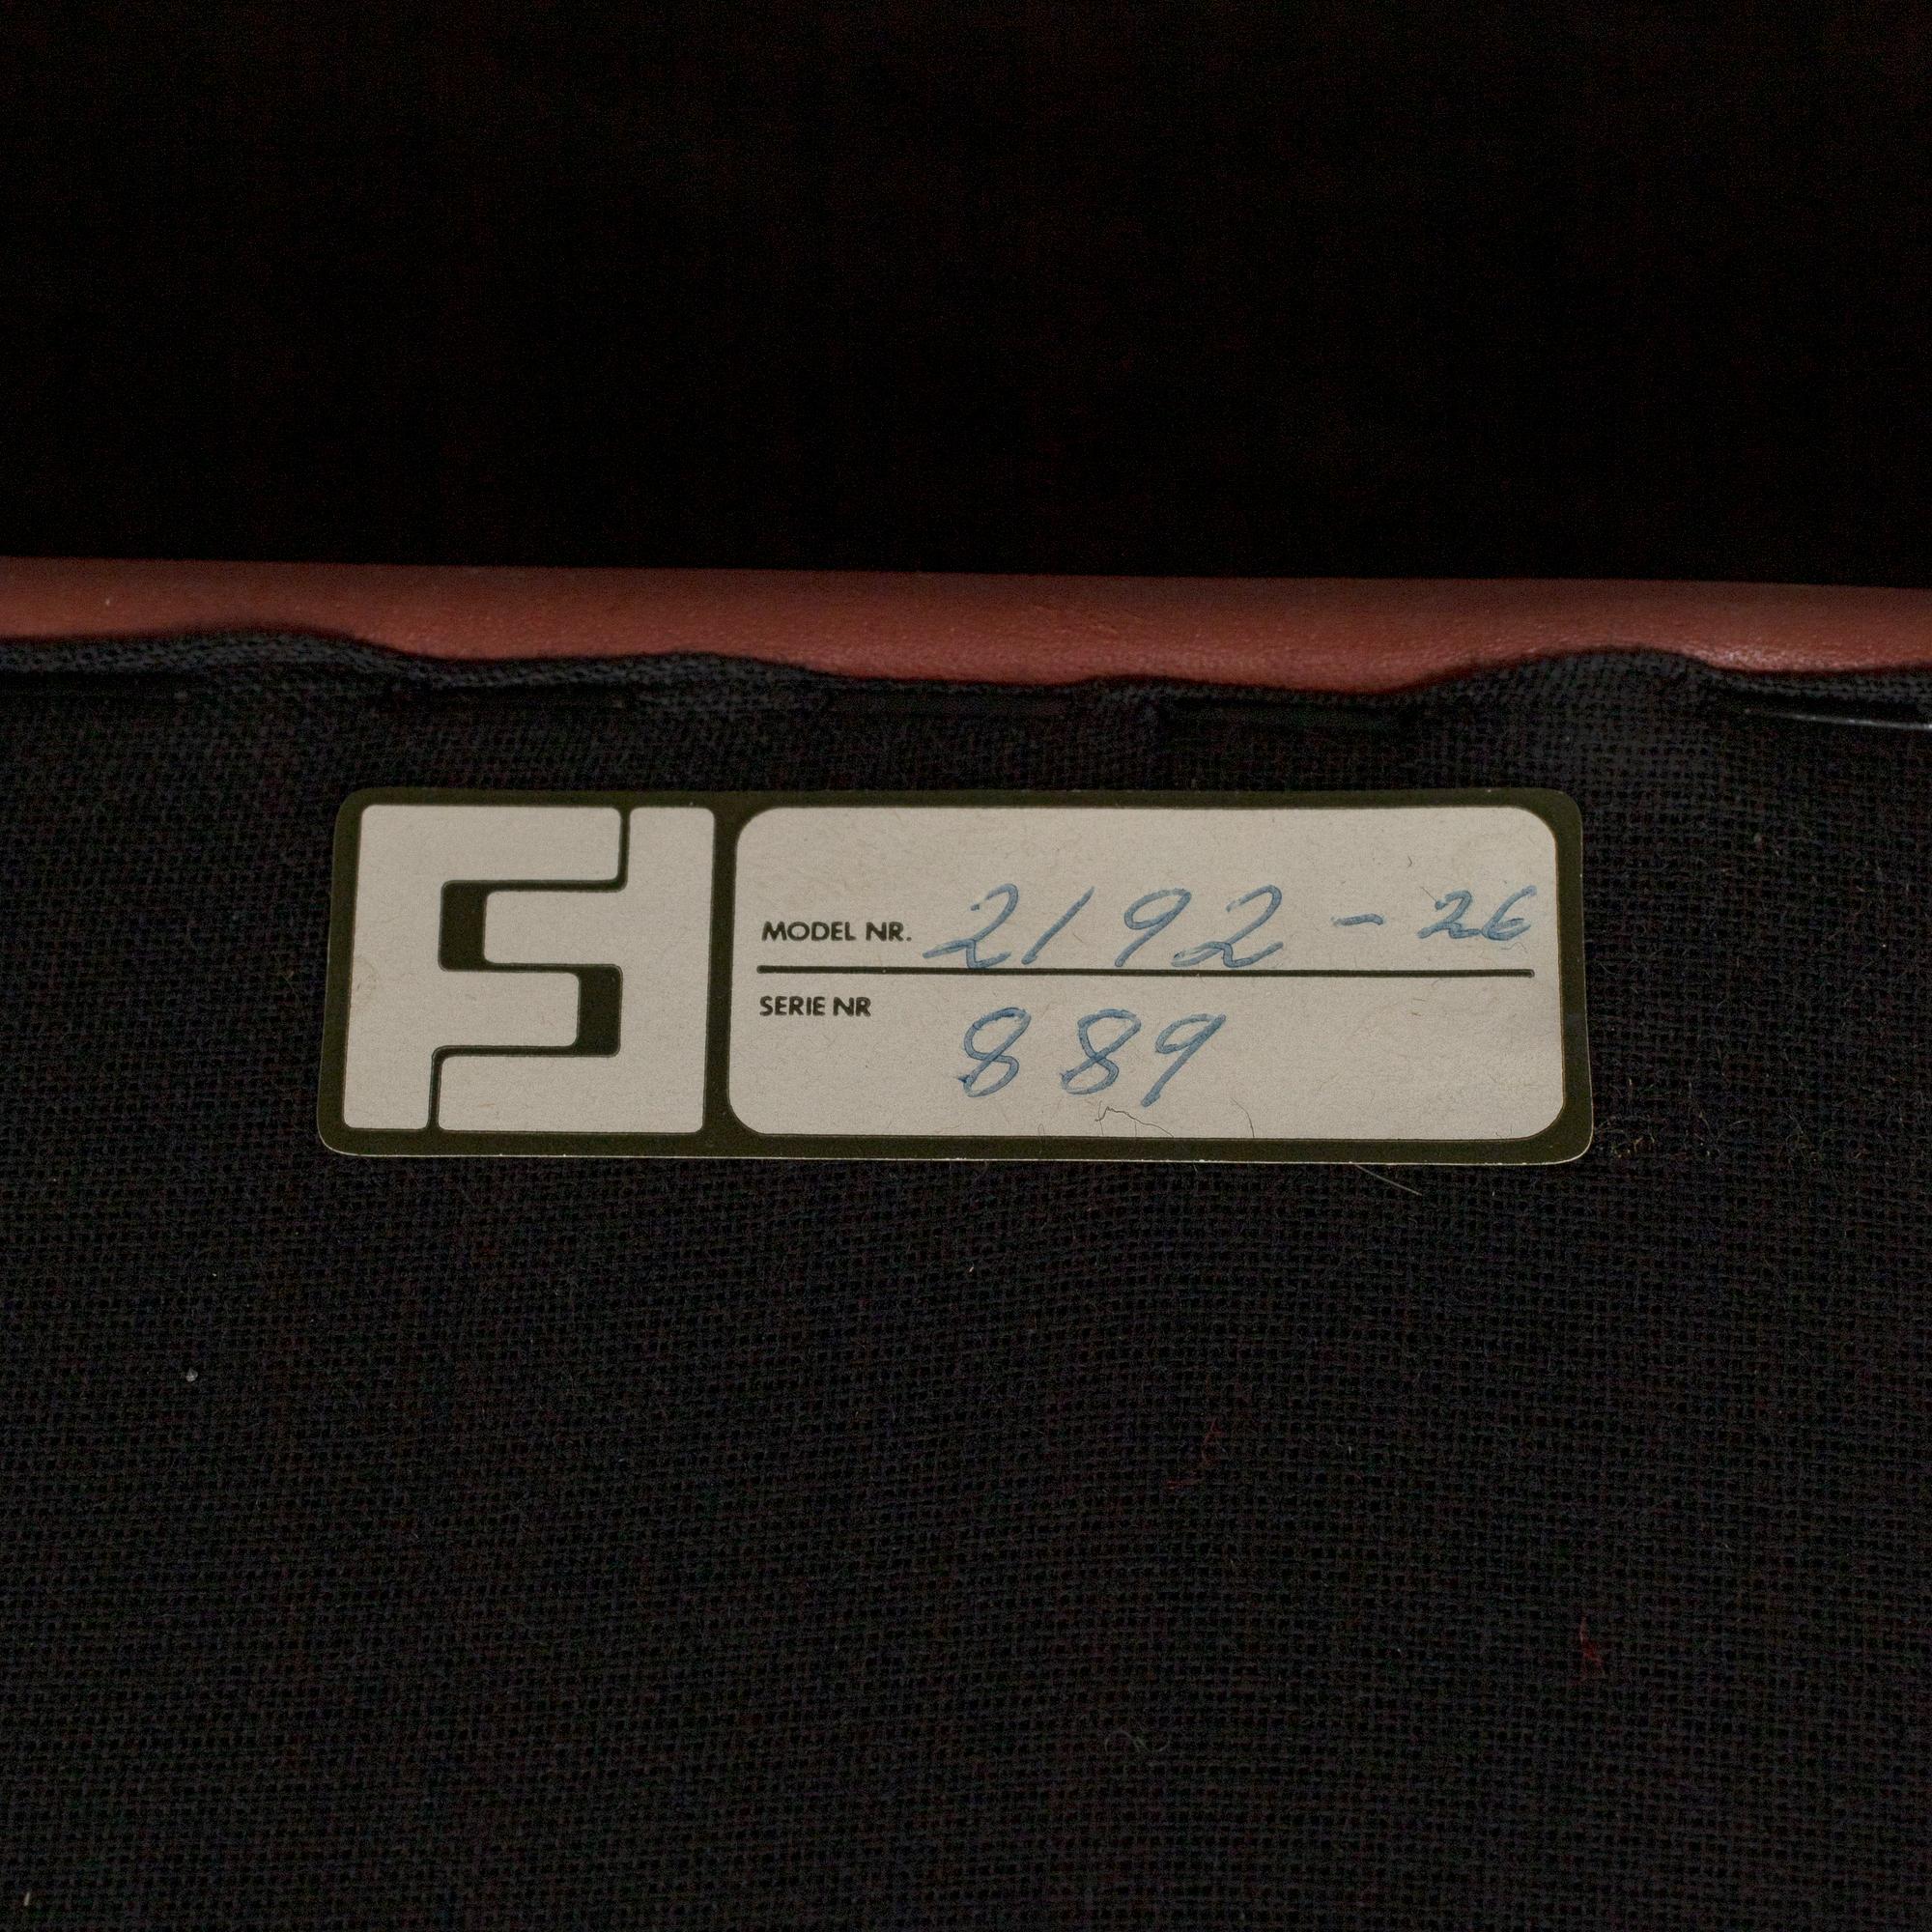 MODEL NR. 2192 - 26
SERIE NR 889